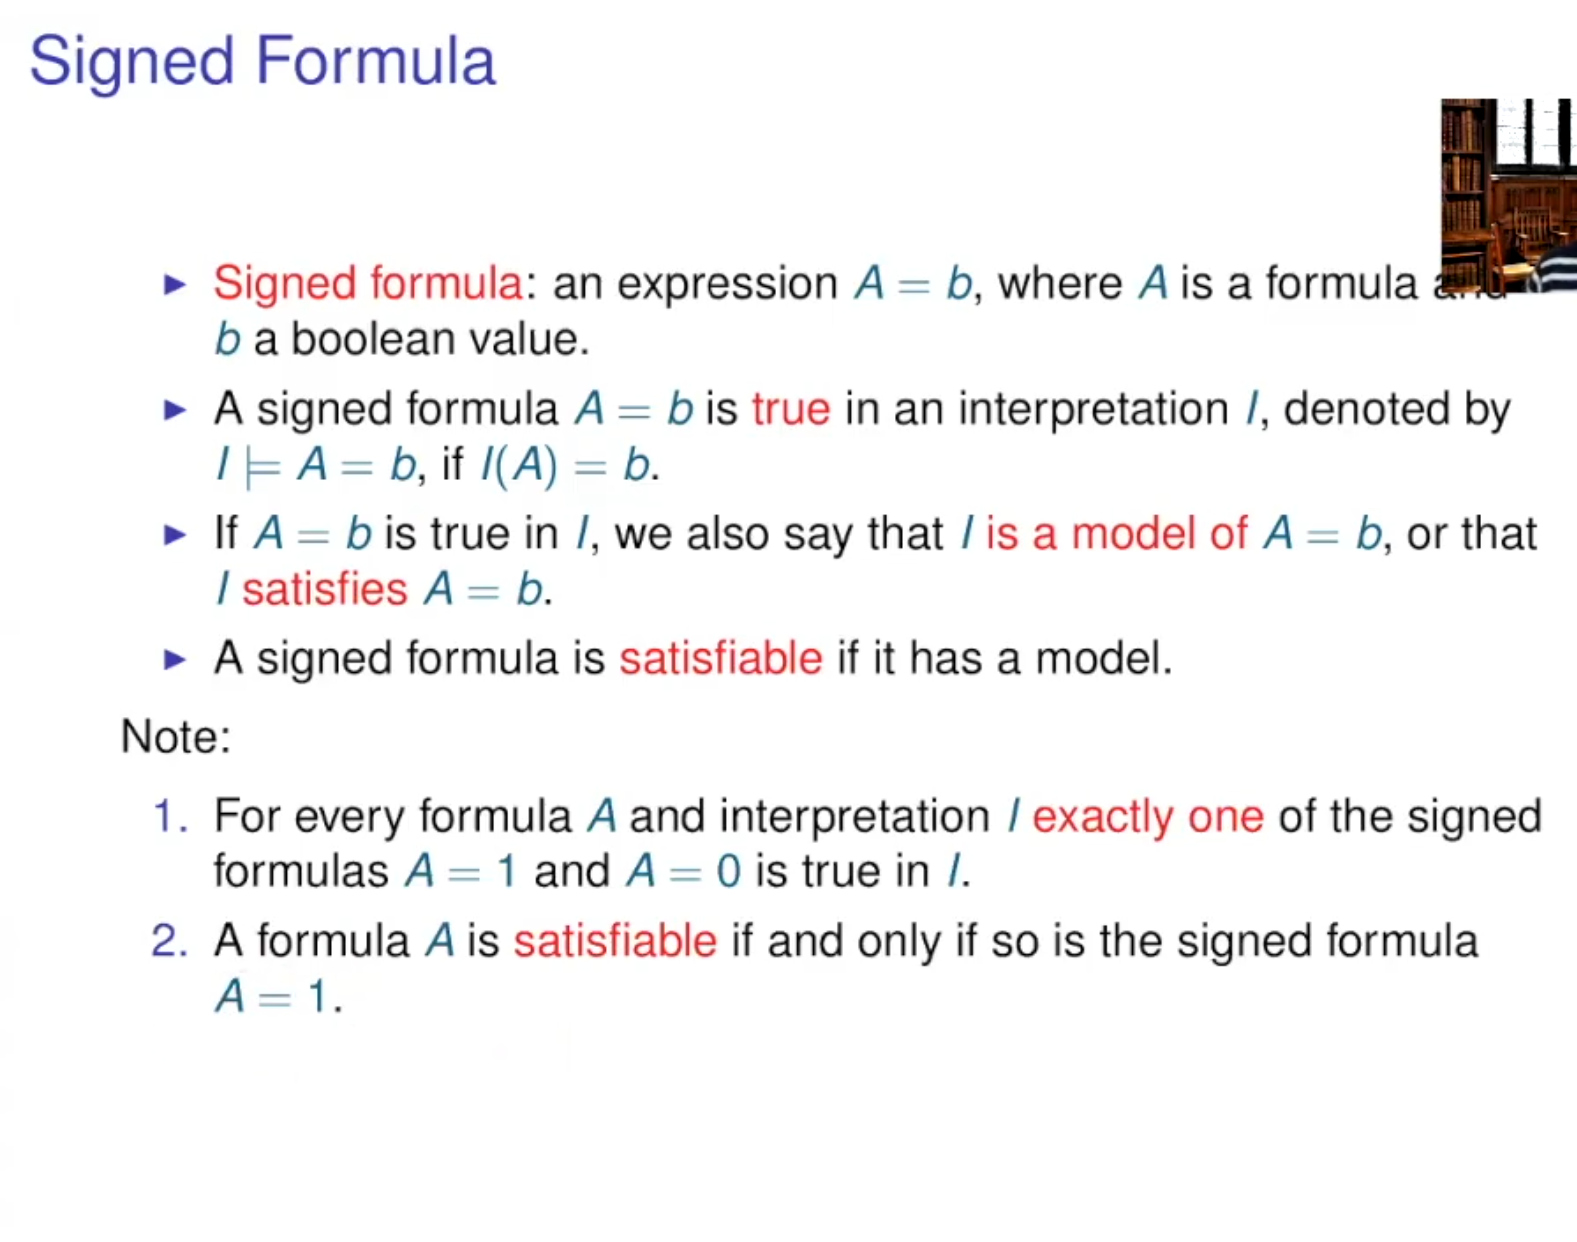 Signed Formula
▶ Signed formula: an expression A = b, where A is a formula and
b a boolean value.
▶ A signed formula A = b is true in an interpretation I, denoted by
I ⊨ A = b, if I(A) = b.
▶ If A = b is true in I, we also say that I is a model of A = b, or that
I satisfies A = b.
▶ A signed formula is satisfiable if it has a model.
Note:
1. For every formula A and interpretation I exactly one of the signed
formulas A = 1 and A = 0 is true in I.
2. A formula A is satisfiable if and only if so is the signed formula
A = 1.